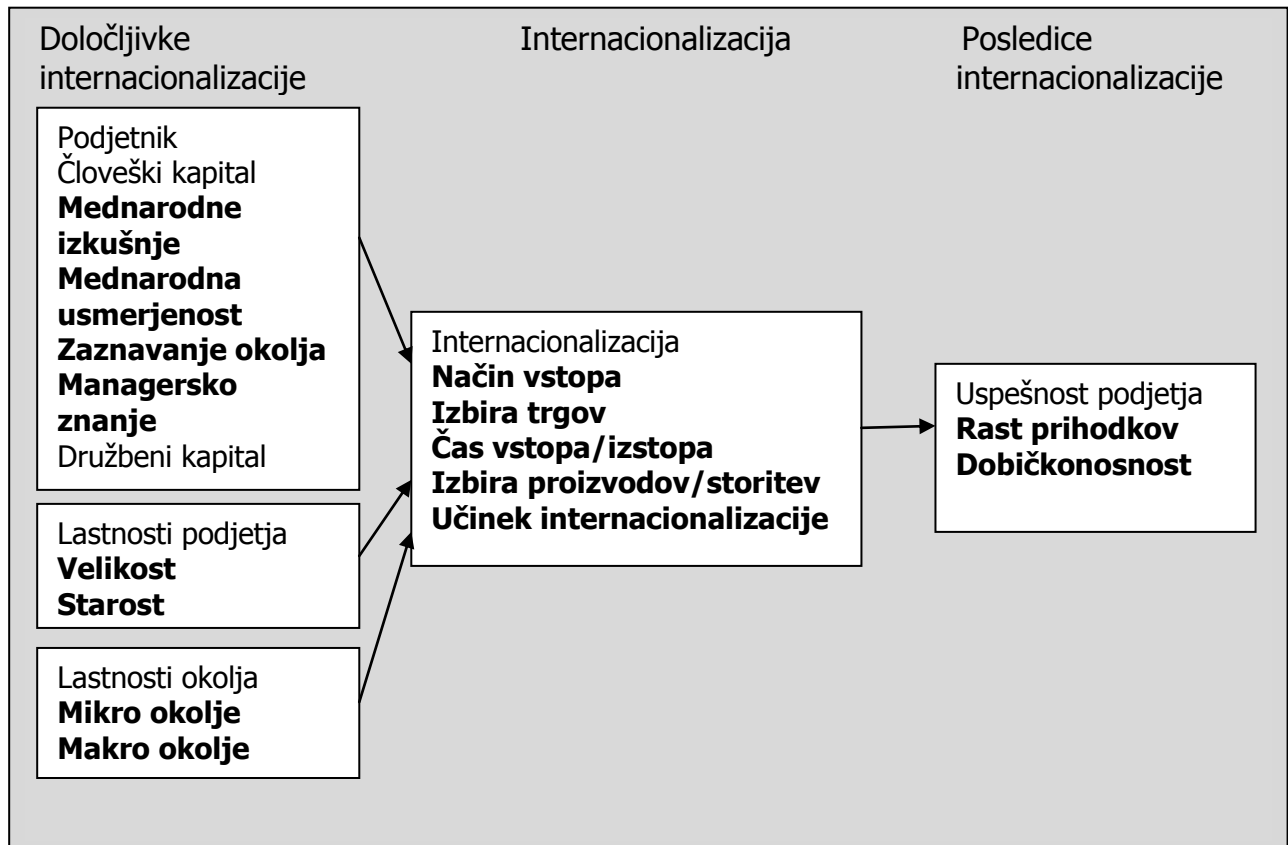 Določljivke
internacionalizacije
Internacionalizacija
Posledice
internacionalizacije
Podjetnik
Človeški kapital
Mednarodne
izkušnje
Mednarodna
usmerjenost
Zaznavanje okolja
Managersko
znanje
Družbeni kapital
Lastnosti podjetja
Velikost
Starost
Lastnosti okolja
Mikro okolje
Makro okolje
Internacionalizacija
Način vstopa
Izbira trgov
Čas vstopa/izstopa
Izbira proizvodov/storitev
Učinek internacionalizacije
Uspešnost podjetja
Rast prihodkov
Dobičkonosnost